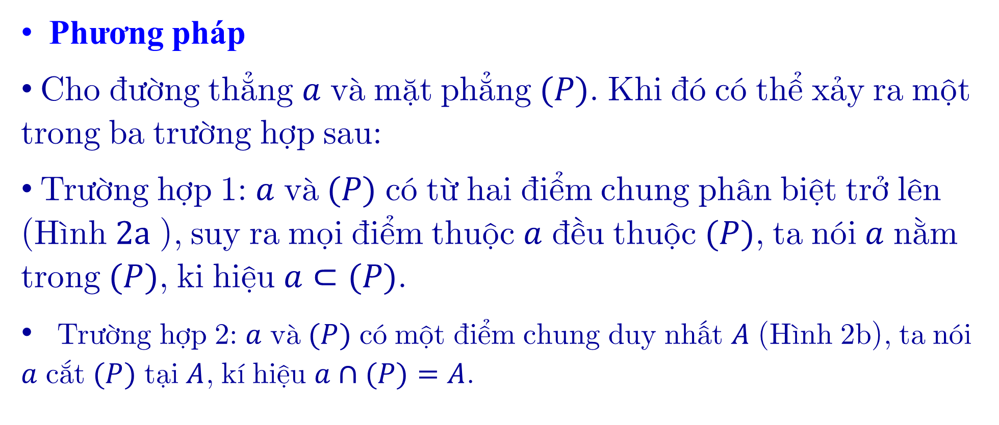 • Phương pháp
• Cho đường thẳng a và mặt phẳng (P). Khi đó có thể xảy ra một
trong ba trường hợp sau:
• Trường hợp 1: a và (P) có từ hai điểm chung phân biệt trở lên
(Hình 2a ), suy ra mọi điểm thuộc a đều thuộc (P), ta nói a nằm
trong (P), ki hiệu a ⊂ (P).
• Trường hợp 2: a và (P) có một điểm chung duy nhất A (Hình 2b), ta nói
a cắt (P) tại A, kí hiệu a ∩ (P) = A.